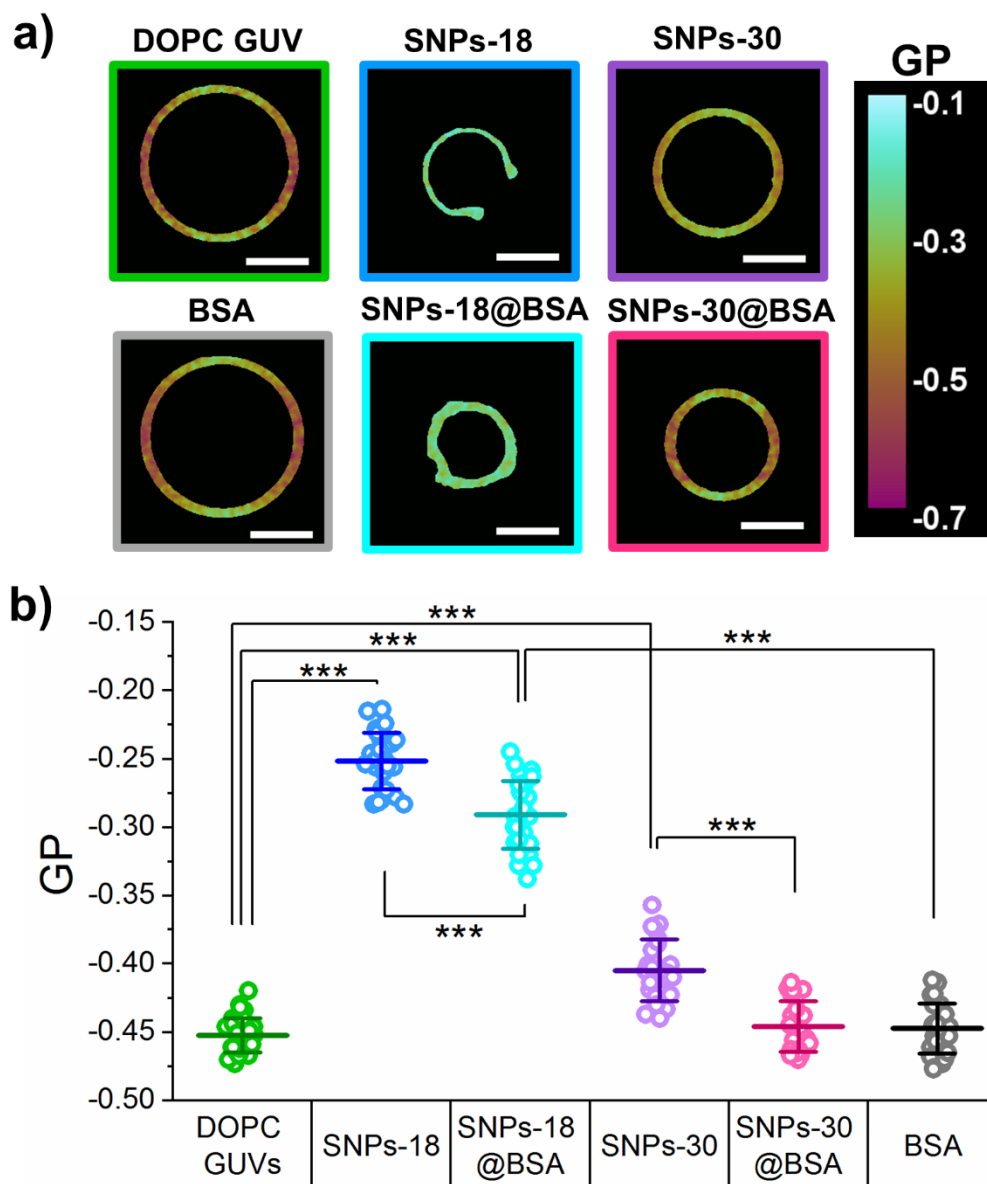 a)
DOPC GUV
SNPs-18
SNPs-30
GP
-0.1
-0.3
-0.5
-0.7
BSA
SNPs-18@BSA
SNPs-30@BSA
b)
-0.15
-0.20
-0.25
-0.30
-0.35
-0.40
-0.45
-0.50
GP
***
***
***
***
***
***
DOPC
GUVs
SNPs-18
SNPs-18
@BSA
SNPs-30
SNPs-30
@BSA
BSA